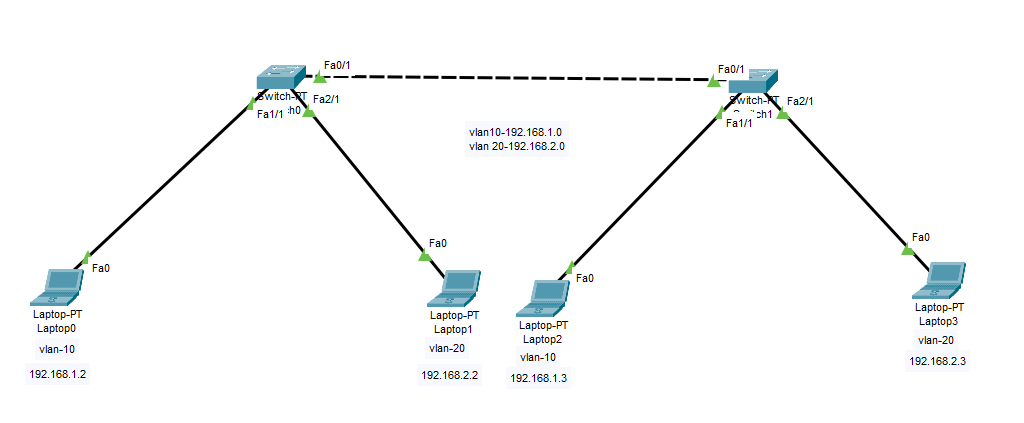 Fa0/1
Fa0/1
Switch-PT
Fa2/1
ch0
Fa1/1
Switch-PT
Fa2/1
ch1
Fa1/1
vlan10-192.168.1.0
vlan 20-192.168.2.0
Fa0
Laptop-PT
Laptop0
vlan-10
192.168.1.2
Fa0
Laptop-PT
Laptop1
vlan-20
192.168.2.2
Fa0
Laptop-PT
Laptop2
vlan-10
192.168.1.3
Fa0
Laptop-PT
Laptop3
vlan-20
192.168.2.3